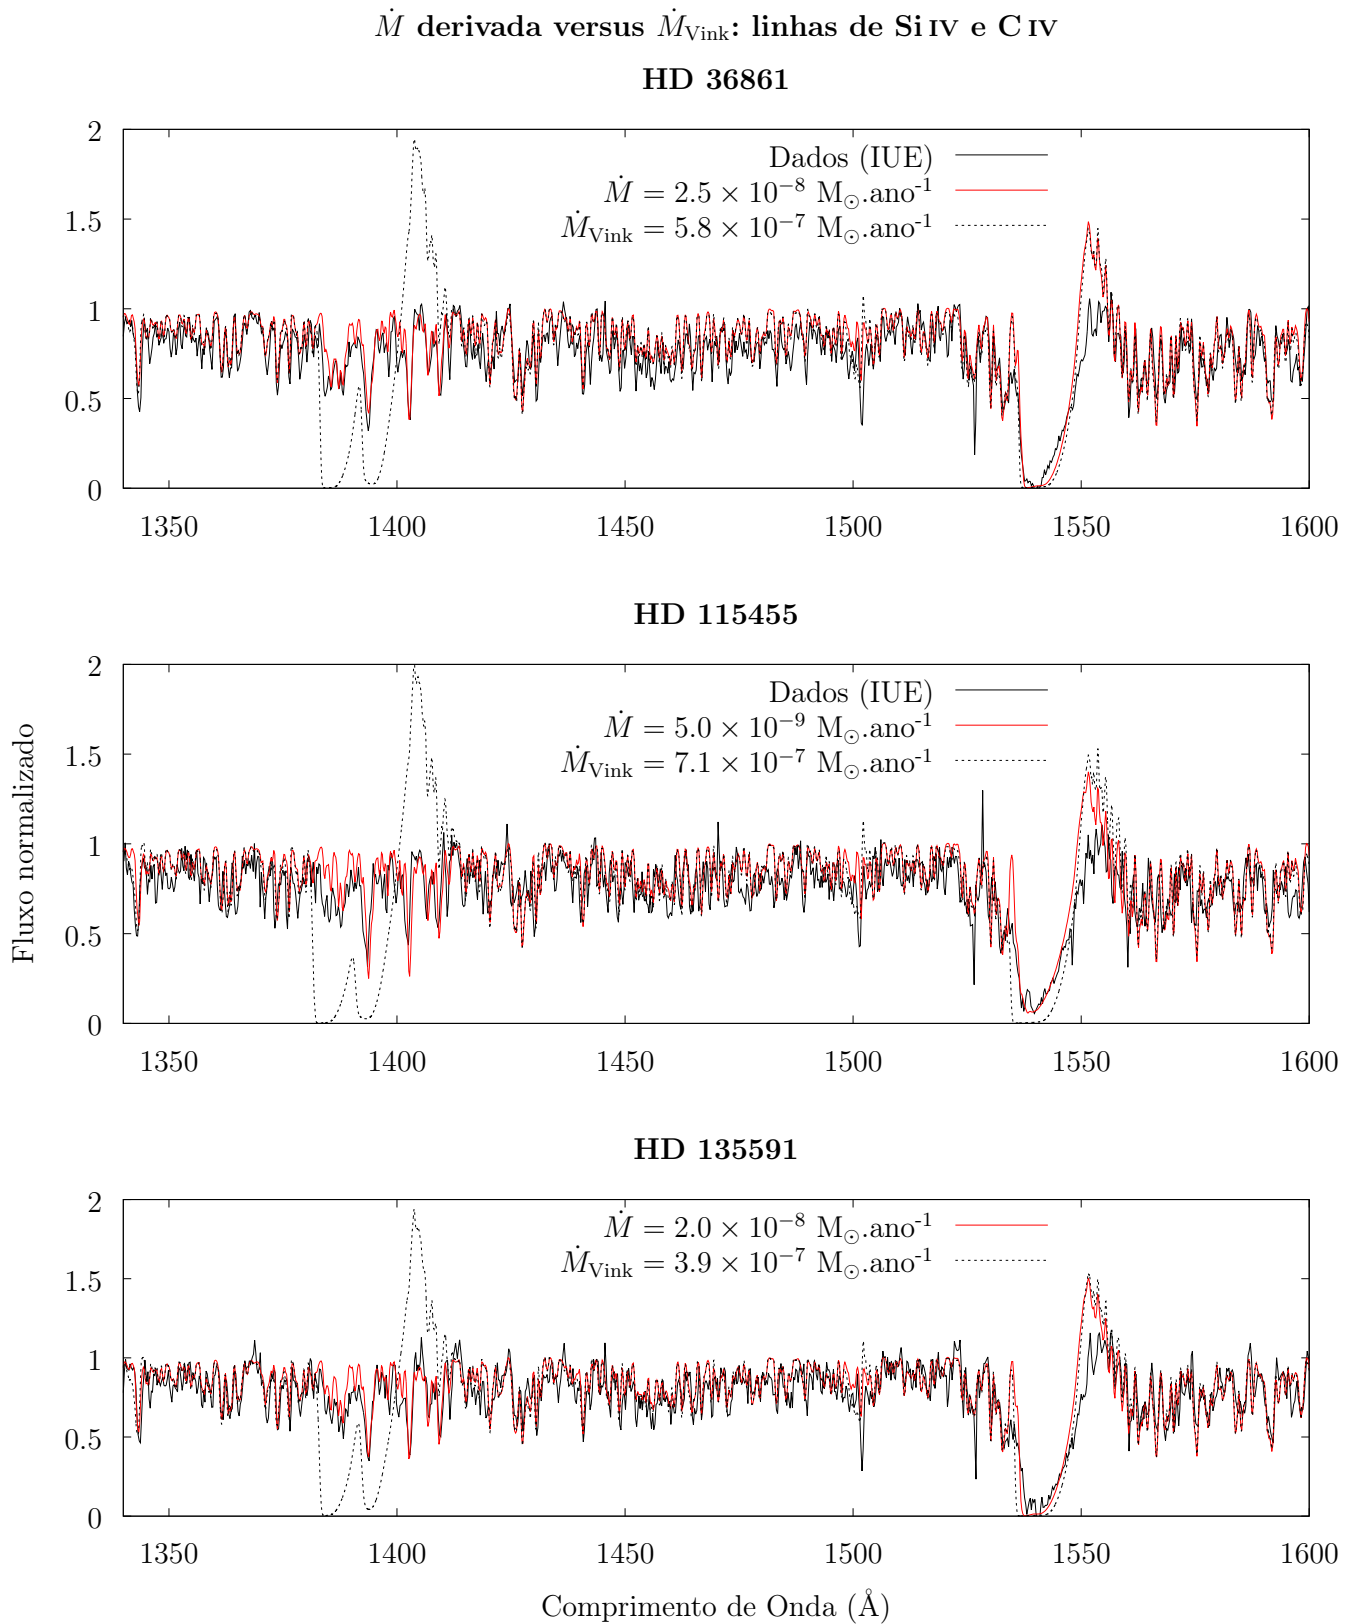 Ṁ derivada versus Ṁ_Vink: linhas de Si IV e C IV
HD 36861
2
1.5
1
0.5
0
Dados (IUE)
Ṁ = 2.5 × 10⁻⁸ M⊙.ano⁻¹
Ṁ_Vink = 5.8 × 10⁻⁷ M⊙.ano⁻¹
1350 1400 1450 1500 1550 1600
HD 115455
Fluxo normalizado
2
1.5
1
0.5
0
Dados (IUE)
Ṁ = 5.0 × 10⁻⁹ M⊙.ano⁻¹
Ṁ_Vink = 7.1 × 10⁻⁷ M⊙.ano⁻¹
1350 1400 1450 1500 1550 1600
HD 135591
2
1.5
1
0.5
0
Ṁ = 2.0 × 10⁻⁸ M⊙.ano⁻¹
Ṁ_Vink = 3.9 × 10⁻⁷ M⊙.ano⁻¹
1350 1400 1450 1500 1550 1600
Comprimento de Onda (Å)